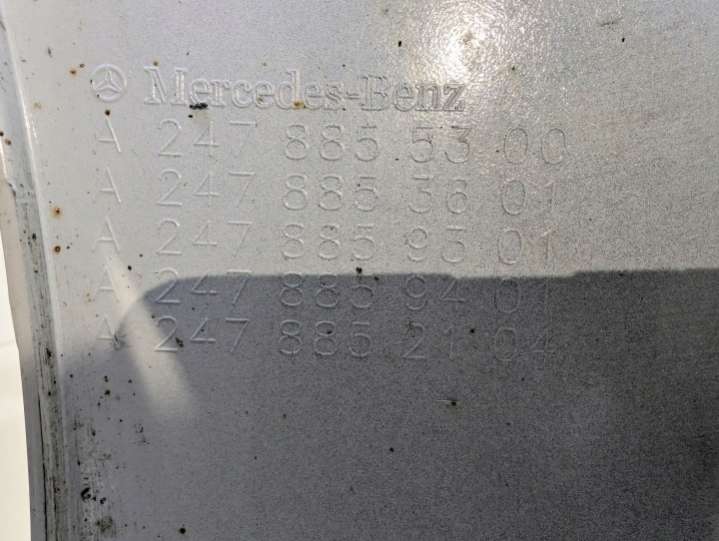 Mercedes-Benz
A 247 885 53 00
A 247 885 38 01
A 247 885 93 01
A 247 885 94 01
A 247 885 21 04